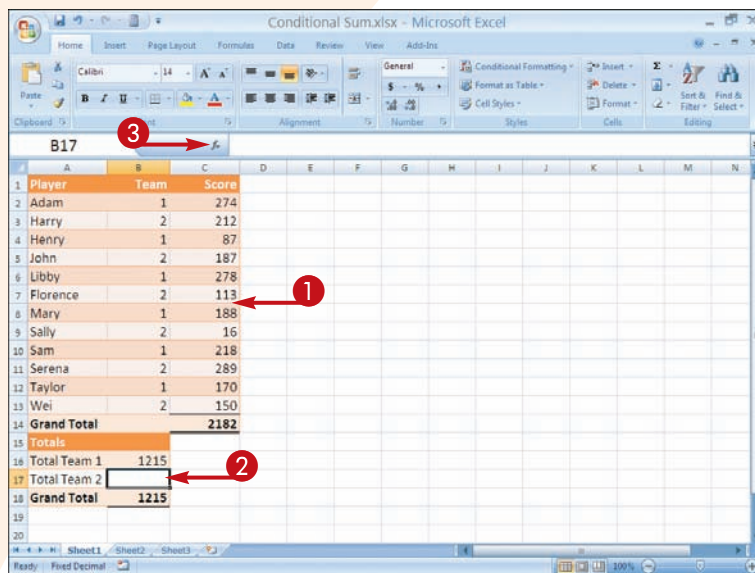 Conditional Sum.xlsx - Microsoft Excel
Home Insert Page Layout Formulas Data Review View Add-Ins
Paste
Calibri 14 A A
B I U A
General
$ % ,
Conditional Formatting
Format as Table
Cell Styles
Insert
Delete
Format
Σ
Sort & Filter
Find & Select
Clipboard Alignment Number Styles Cells Editing
3
B17 fx
A B C D E F G H I J K L M N
1 Player Team Score
2 Adam 1 274
3 Harry 2 212
4 Henry 1 87
5 John 2 187
6 Libby 1 278
7 Florence 2 113
1
8 Mary 1 188
9 Sally 2 16
10 Sam 1 218
11 Serena 2 289
12 Taylor 1 170
13 Wei 2 150
14 Grand Total 2182
15 Totals
16 Total Team 1 1215
2
17 Total Team 2
18 Grand Total 1215
19
20
Sheet1 Sheet2 Sheet3
Ready Fixed Decimal 100%